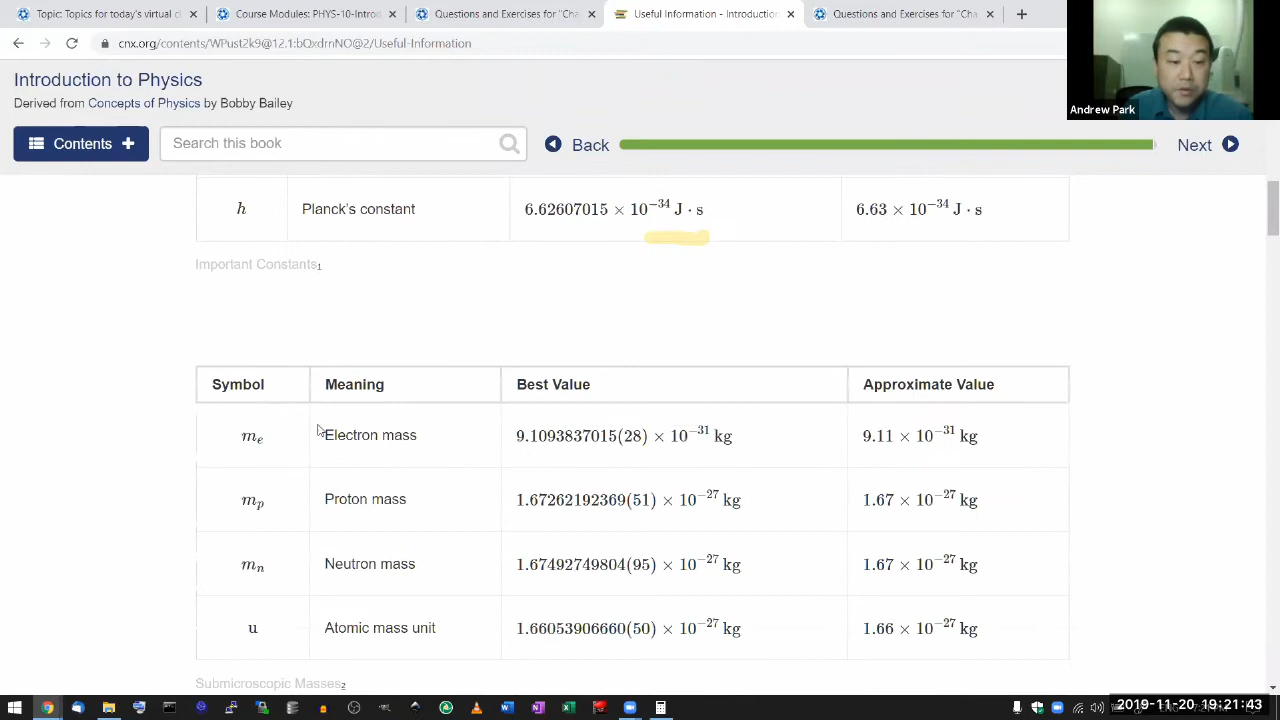 Topic: Topics for today's virtual cl
Course Modules: PHYS-10-Introd
Questions and Exercises for "Cha
Useful Information - Introduction
Questions and Exercises for "Cha
cnx.org/contents/WPust2k9@12.1:bQxdrnNO@2/Useful-Information
Introduction to Physics
Derived from Concepts of Physics by Bobby Bailey
Andrew Park
Contents +
Search this book
Back
Next
h Planck's constant 6.62607015 × 10⁻³⁴ J · s 6.63 × 10⁻³⁴ J · s
Important Constants1
Symbol Meaning Best Value Approximate Value
mₑ Electron mass 9.1093837015(28) × 10⁻³¹ kg 9.11 × 10⁻³¹ kg
mₚ Proton mass 1.67262192369(51) × 10⁻²⁷ kg 1.67 × 10⁻²⁷ kg
mₙ Neutron mass 1.67492749804(95) × 10⁻²⁷ kg 1.67 × 10⁻²⁷ kg
u Atomic mass unit 1.66053906660(50) × 10⁻²⁷ kg 1.66 × 10⁻²⁷ kg
Submicroscopic Masses2
2019-11-20 19:21:43